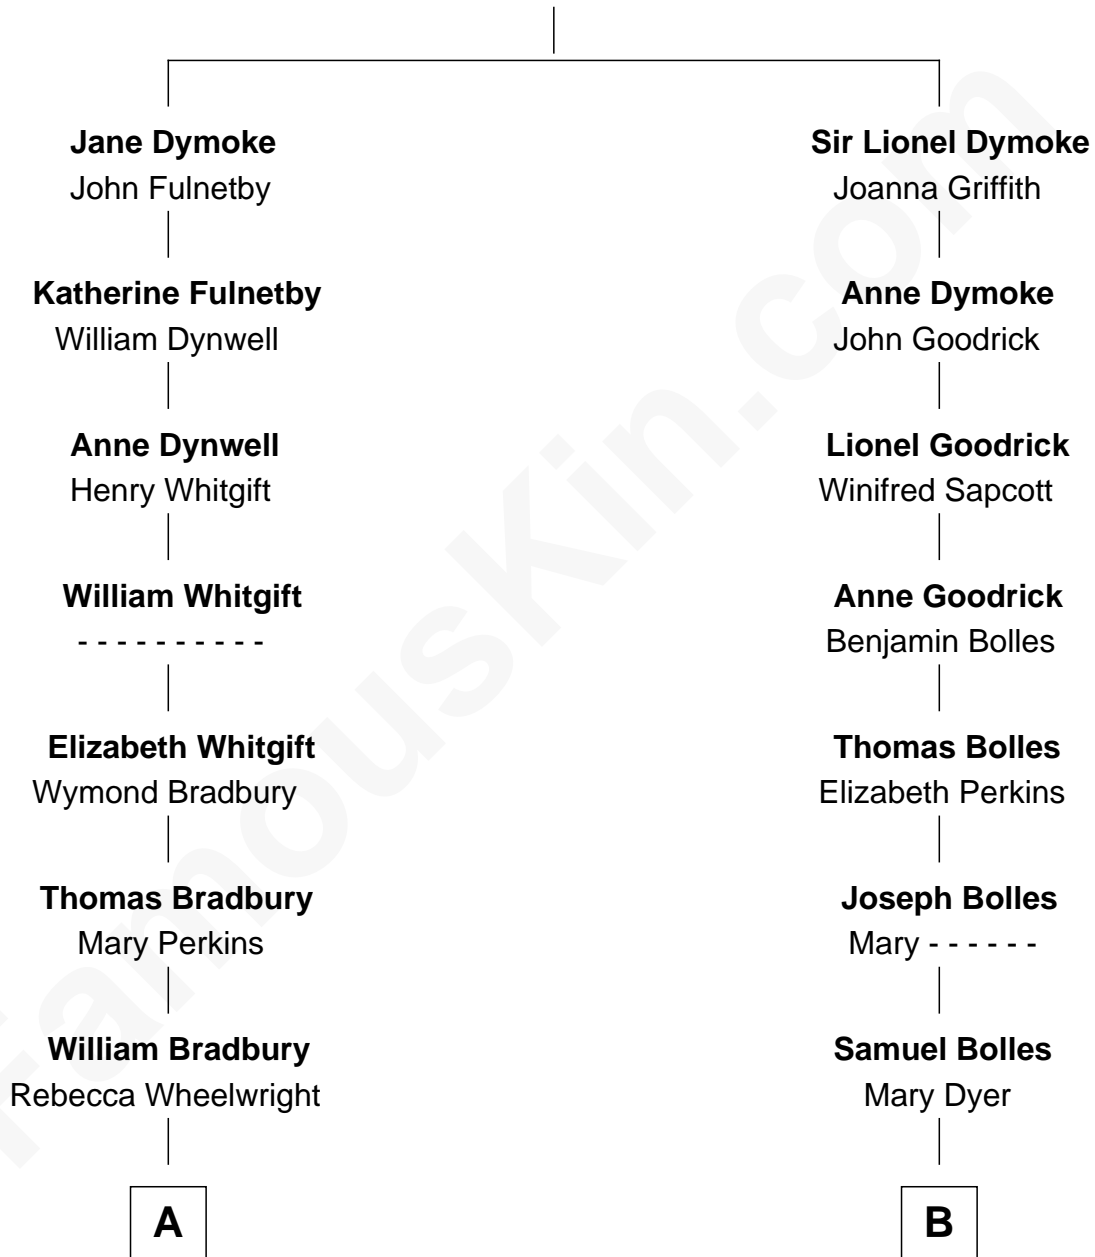 Jane Dymoke
John Fulnetby
Katherine Fulnetby
William Dynwell
Anne Dynwell
Henry Whitgift
William Whitgift
- - - - - - - - - -
Elizabeth Whitgift
Wymond Bradbury
Thomas Bradbury
Mary Perkins
William Bradbury
Rebecca Wheelwright
A
Sir Lionel Dymoke
Joanna Griffith
Anne Dymoke
John Goodrick
Lionel Goodrick
Winifred Sapcott
Anne Goodrick
Benjamin Bolles
Thomas Bolles
Elizabeth Perkins
Joseph Bolles
Mary - - - - - -
Samuel Bolles
Mary Dyer
B
FamousKin.com